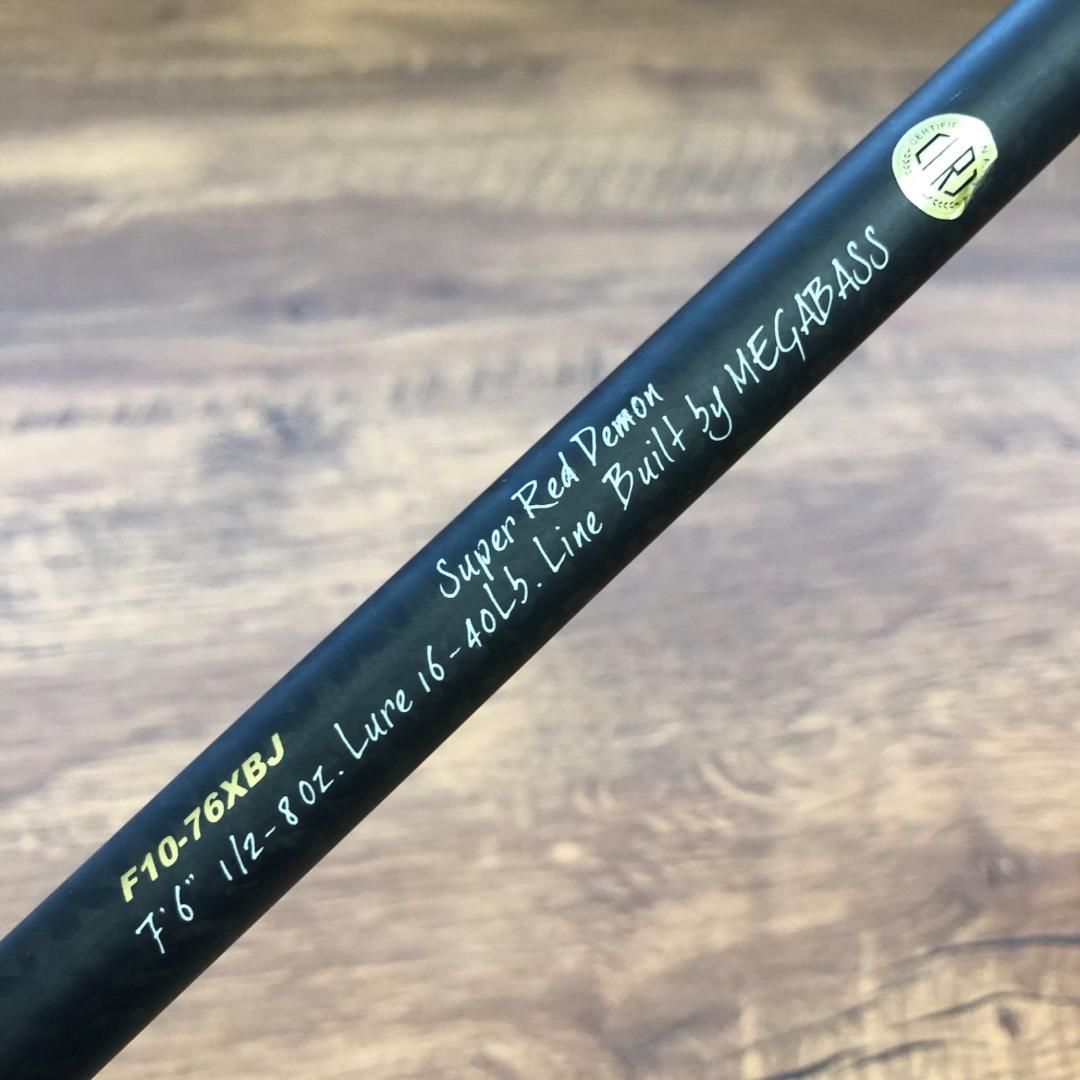 Super Red Demon
F10-76XBJ
7'6" 1/2-8oz. Lure 16-40Lb. Line Built by MEGABASS